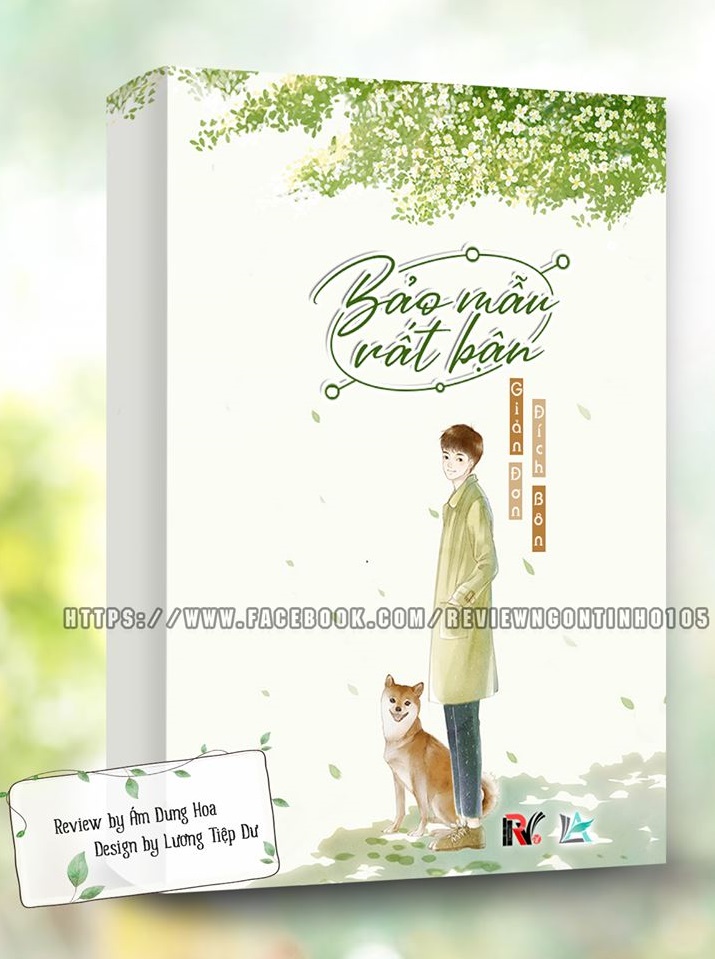 Bảo mẫu
rất bận
Giản Đơn
Đích Bôn
HTTPS://WWW.FACEBOOK.COM/REVIEWNGONTINH0105
Review by Ám Dung Hoa
Design by Lương Tiệp Dư
RV